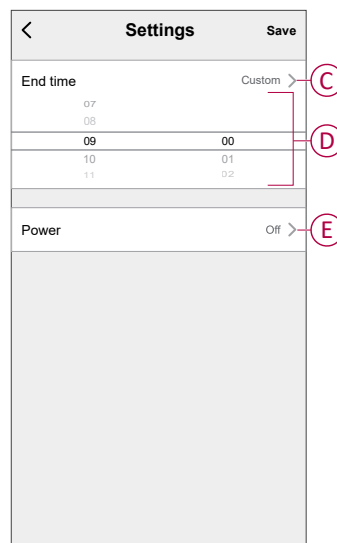 Settings Save
End time Custom C
07
08
09 00 D
10 01
11 02
Power Off E